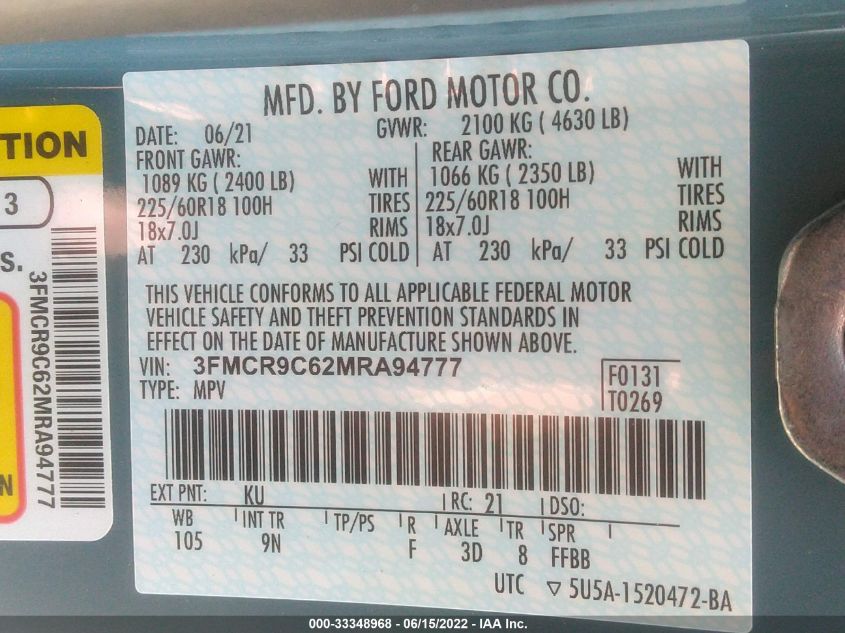 MFD. BY FORD MOTOR CO.
DATE: 06/21 GVWR: 2100 KG ( 4630 LB)
FRONT GAWR: REAR GAWR:
1089 KG ( 2400 LB) WITH 1066 KG ( 2350 LB) WITH
225/60R18 100H TIRES 225/60R18 100H TIRES
18x7.0J RIMS 18x7.0J RIMS
AT 230 kPa/ 33 PSI COLD AT 230 kPa/ 33 PSI COLD
THIS VEHICLE CONFORMS TO ALL APPLICABLE FEDERAL MOTOR
VEHICLE SAFETY AND THEFT PREVENTION STANDARDS IN
EFFECT ON THE DATE OF MANUFACTURE SHOWN ABOVE.
VIN: 3FMCR9C62MRA94777
TYPE: MPV
F0131
T0269
EXT PNT: KU RC: 21 DSO:
WB INT TR TP/PS R AXLE TR SPR
105 9N F 3D 8 FFBB
UTC ▽ 5U5A-1520472-BA
TION
3
S.
3FMCR9C62MRA94777
N
000-33348968 - 06/15/2022 - IAA Inc.